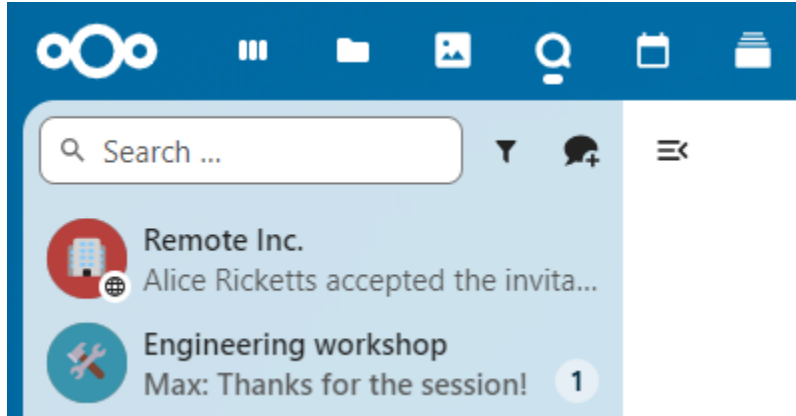 Search ...
Remote Inc.
Alice Ricketts accepted the invita...
Engineering workshop
Max: Thanks for the session! 1